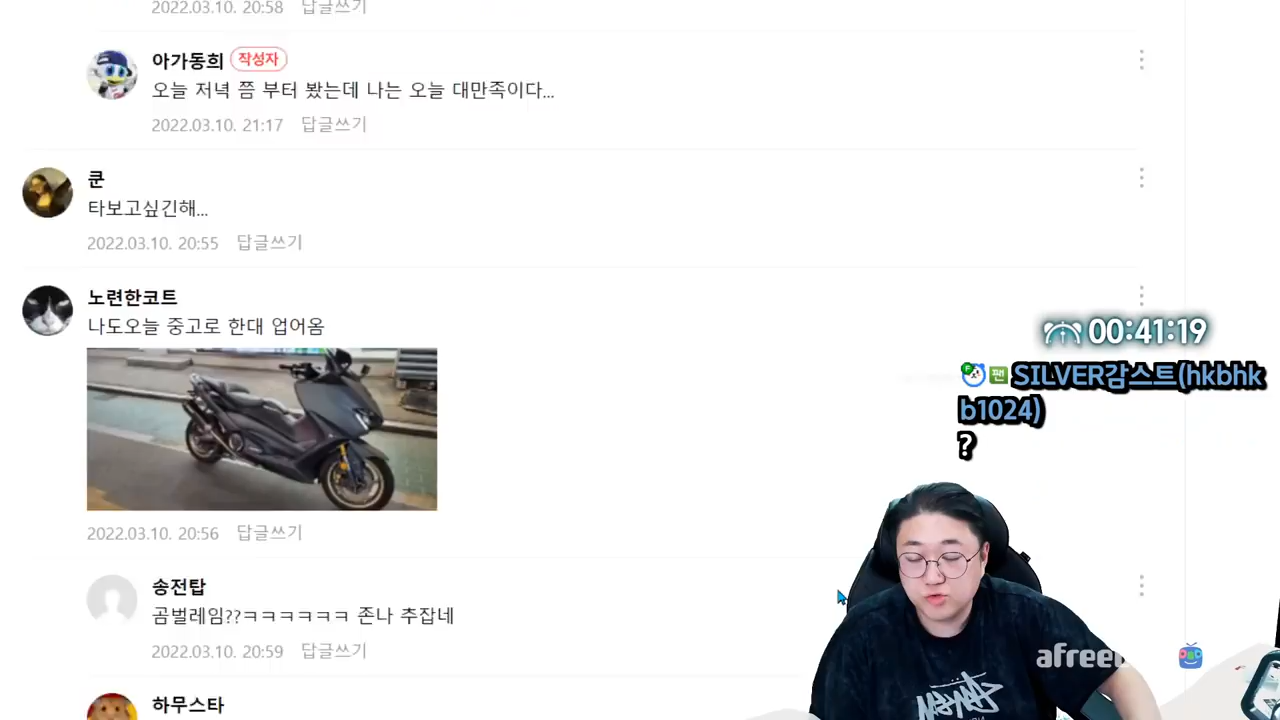 2022.03.10. 20:58 답글쓰기
아가동희 작성자
오늘 저녁 쯤 부터 봤는데 나는 오늘 대만족이다...
2022.03.10. 21:17 답글쓰기
쿤
타보고싶긴해...
2022.03.10. 20:55 답글쓰기
노련한코트
나도오늘 중고로 한대 업어옴
2022.03.10. 20:56 답글쓰기
송전탑
곰벌레임??ㅋㅋㅋㅋㅋㅋ 존나 추잡네
2022.03.10. 20:59 답글쓰기
하무스타
00:41:19
F 팬 SILVER감스트(hkbhk
b1024)
?